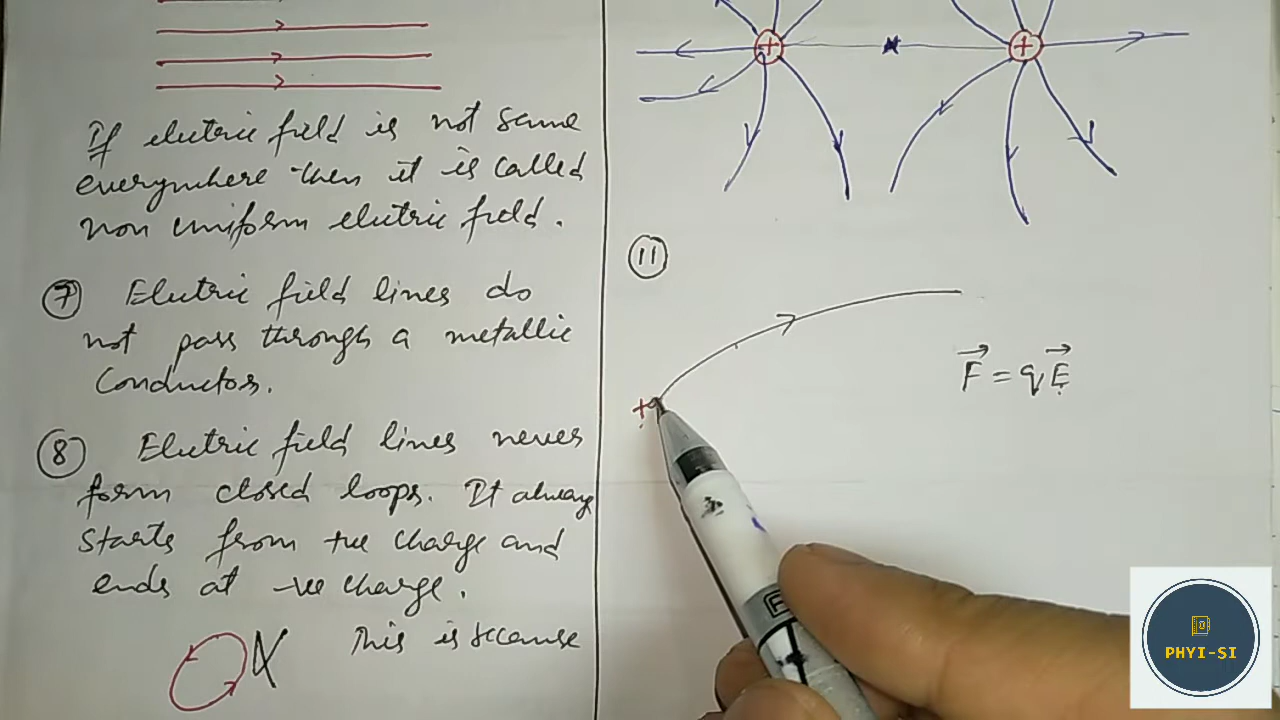 If electric field is not same
everywhere then it is called
non uniform electric field.
(7) Electric field lines do
not pass through a metallic
Conductors.
(8) Electric field lines never
form closed loops. It always
starts from +ve charge and
ends at -ve charge.
This is because
+ +
(11)
+
F = qE
PHYI-SI